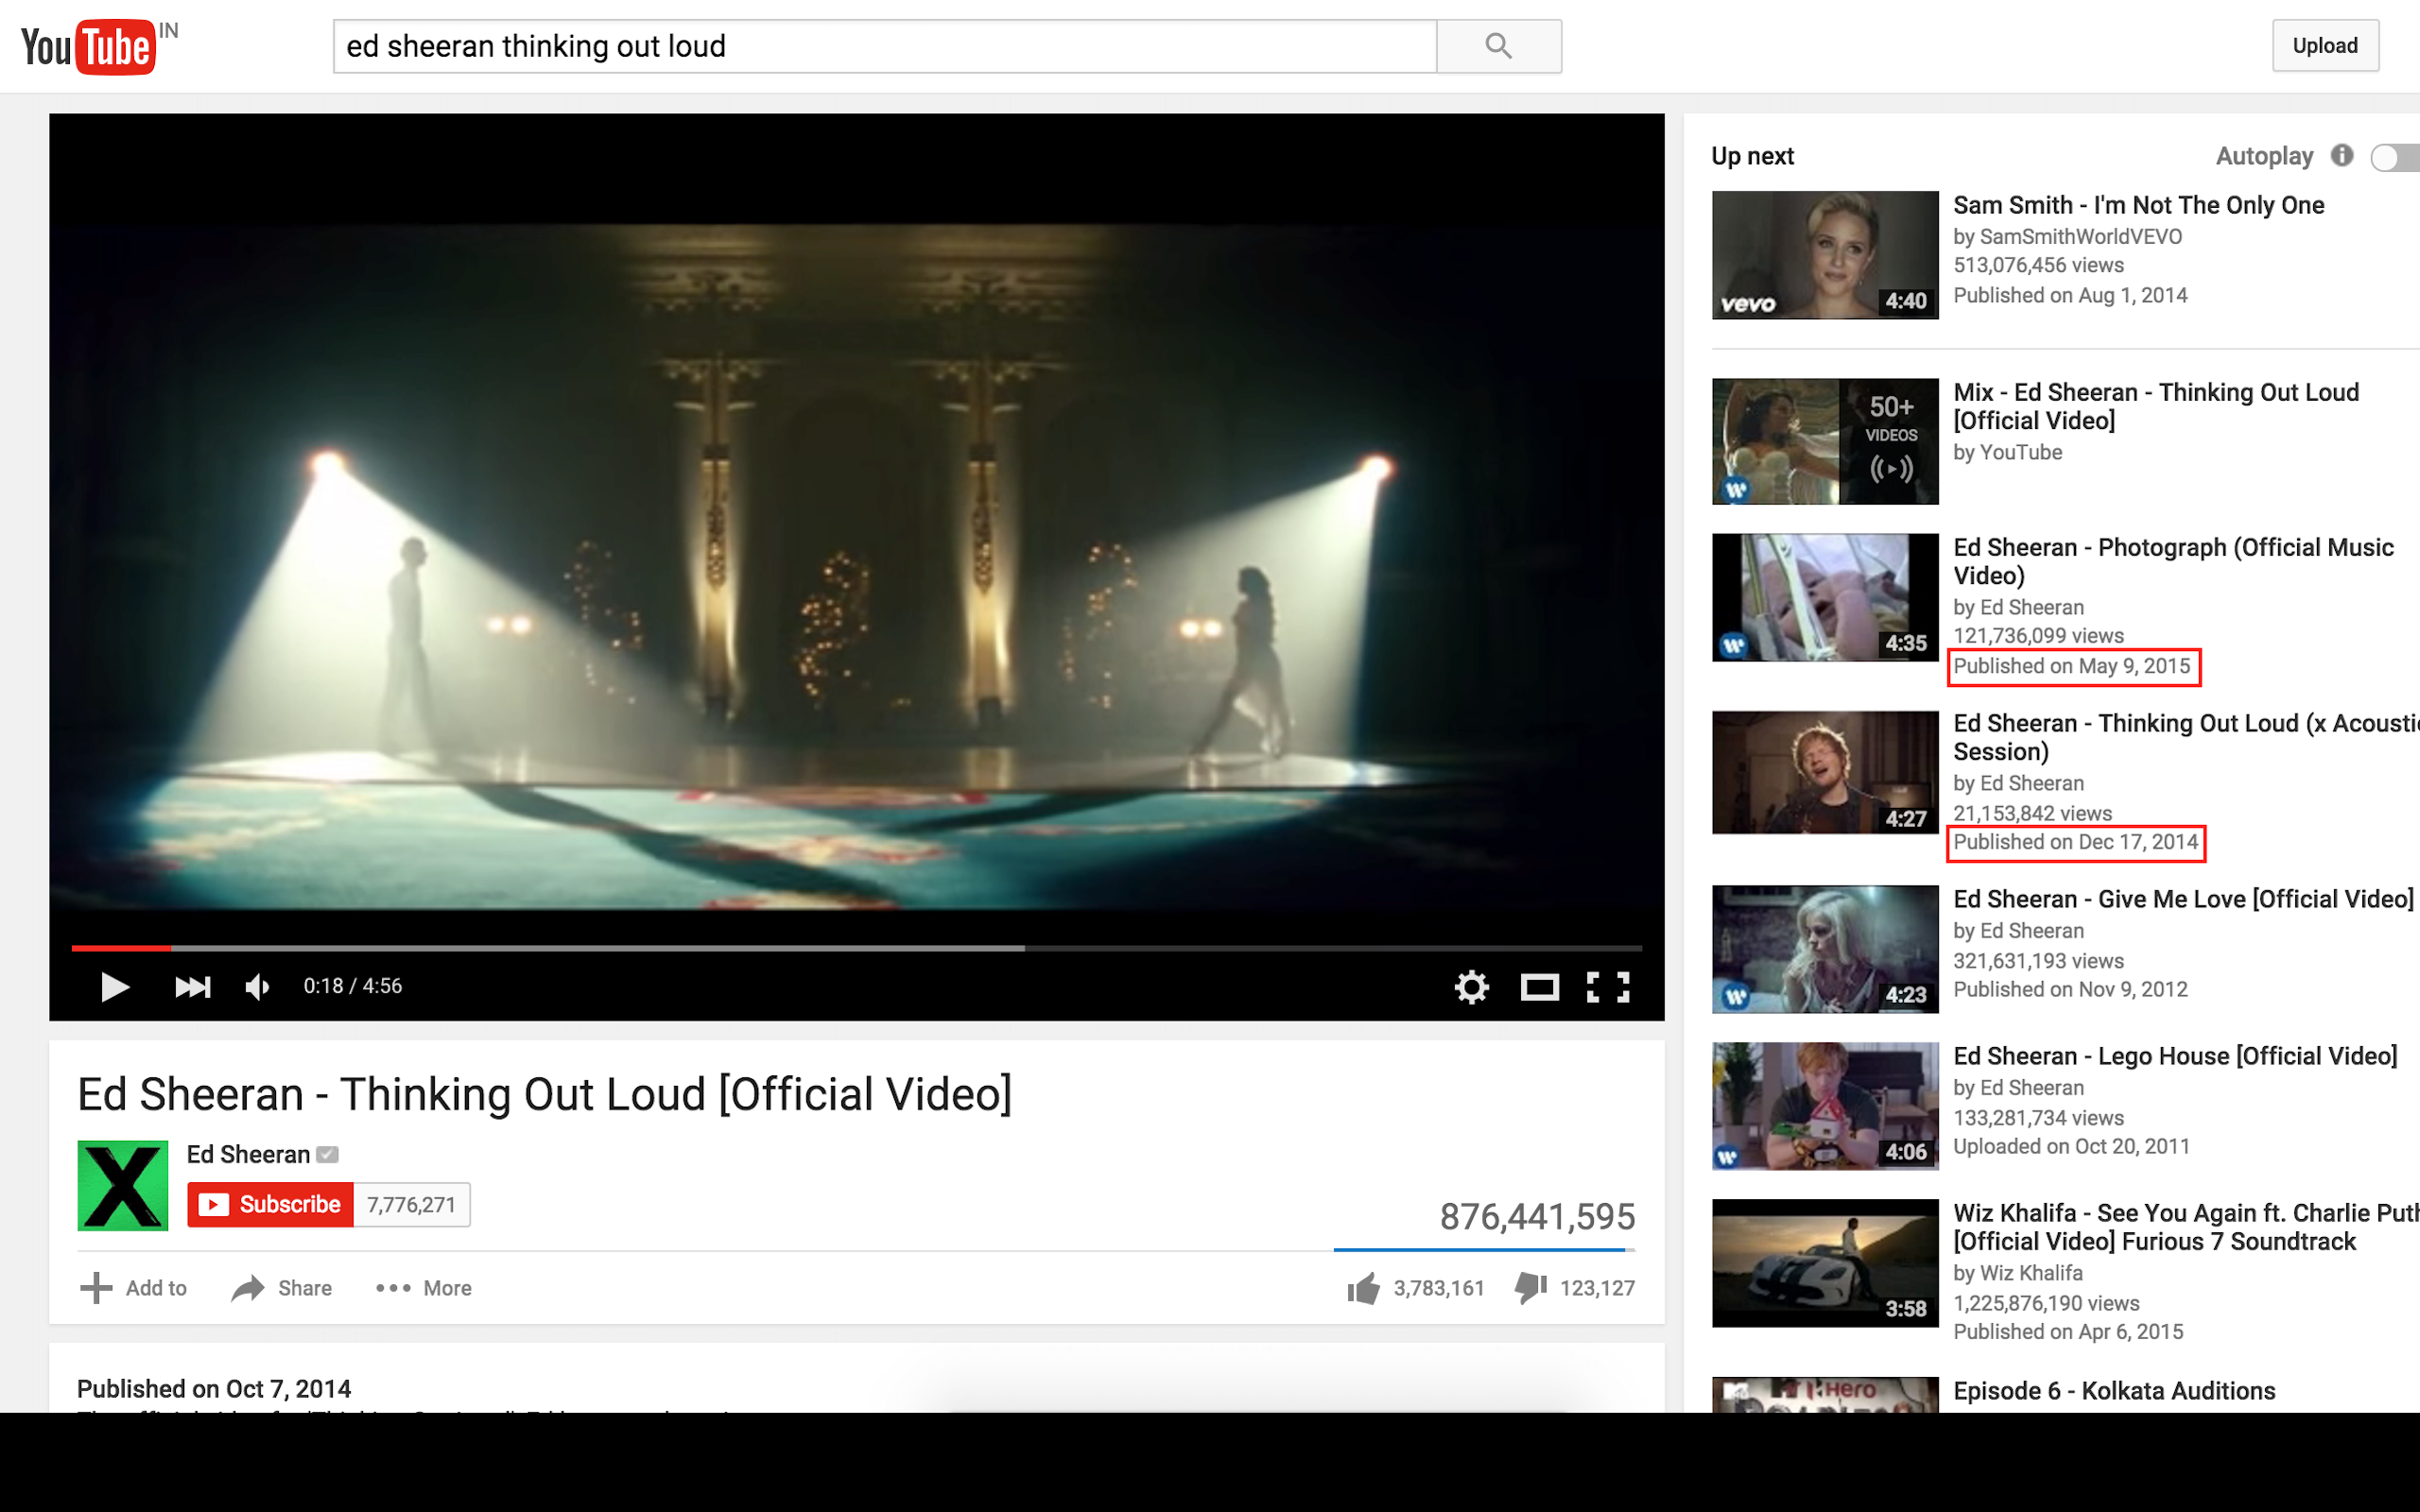 YouTube IN
ed sheeran thinking out loud
Upload
0:18 / 4:56
Ed Sheeran - Thinking Out Loud [Official Video]
X
Ed Sheeran
Subscribe 7,776,271
876,441,595
Add to Share More 3,783,161 123,127
Published on Oct 7, 2014
Up next Autoplay
Sam Smith - I'm Not The Only One
by SamSmithWorldVEVO
513,076,456 views
Published on Aug 1, 2014
vevo 4:40
Mix - Ed Sheeran - Thinking Out Loud
[Official Video]
by YouTube
50+
VIDEOS
Ed Sheeran - Photograph (Official Music
Video)
by Ed Sheeran
121,736,099 views
Published on May 9, 2015
4:35
Ed Sheeran - Thinking Out Loud (x Acoustic
Session)
by Ed Sheeran
21,153,842 views
Published on Dec 17, 2014
4:27
Ed Sheeran - Give Me Love [Official Video]
by Ed Sheeran
321,631,193 views
Published on Nov 9, 2012
4:23
Ed Sheeran - Lego House [Official Video]
by Ed Sheeran
133,281,734 views
Uploaded on Oct 20, 2011
4:06
Wiz Khalifa - See You Again ft. Charlie Puth
[Official Video] Furious 7 Soundtrack
by Wiz Khalifa
1,225,876,190 views
Published on Apr 6, 2015
3:58
Episode 6 - Kolkata Auditions
Hero